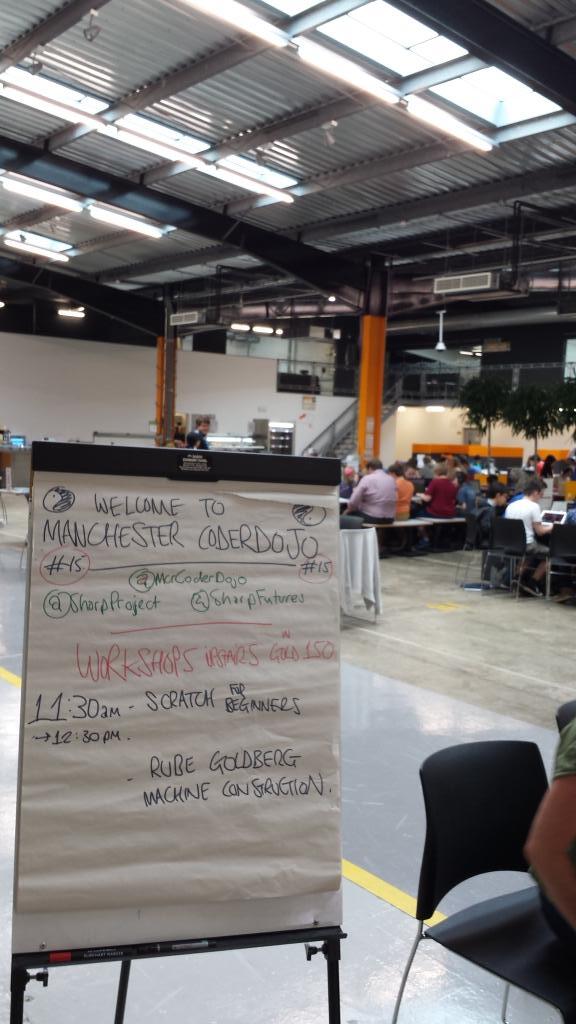 WELCOME TO
MANCHESTER CODERDOJO
#15 #15
@McrCoderDojo
@SharpProject @SharpFutures
WORKSHOPS UPSTAIRS IN GOLD 150
11:30am - SCRATCH FOR BEGINNERS
→12:30PM.
- RUBE GOLDBERG
MACHINE CONSTRUCTION.